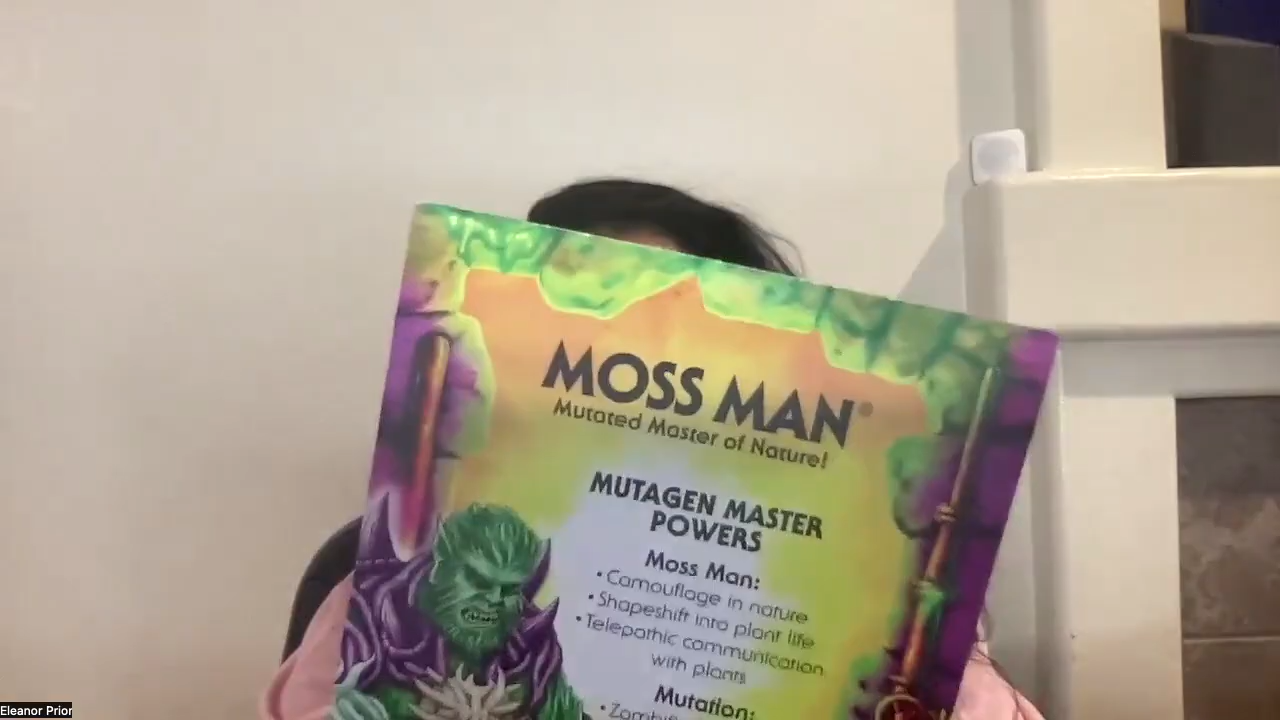 MOSS MAN®
Mutated Master of Nature!
MUTAGEN MASTER
POWERS
Moss Man:
• Camouflage in nature
• Shapeshift into plant life
• Telepathic communication
with plants
Mutation:
Eleanor Prior